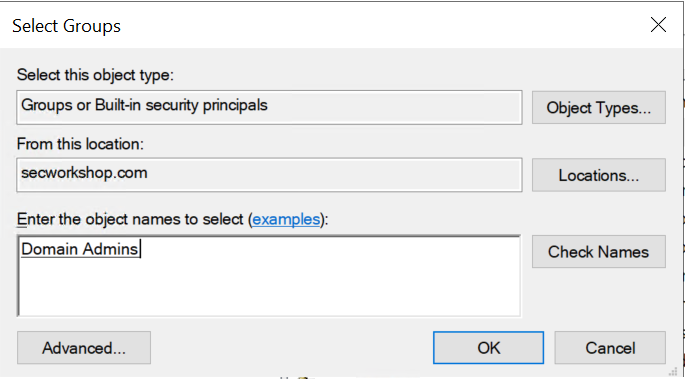 Select Groups
Select this object type:
Groups or Built-in security principals
Object Types...
From this location:
secworkshop.com
Locations...
Enter the object names to select (examples):
Domain Admins
Check Names
Advanced...
OK
Cancel